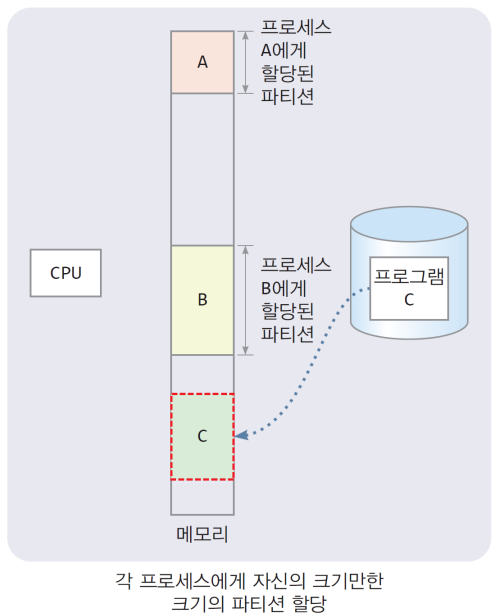 프로세스
A에게
할당된
파티션
A
CPU
B
프로세스
B에게
할당된
파티션
프로그램
C
C
메모리
각 프로세스에게 자신의 크기만한
크기의 파티션 할당